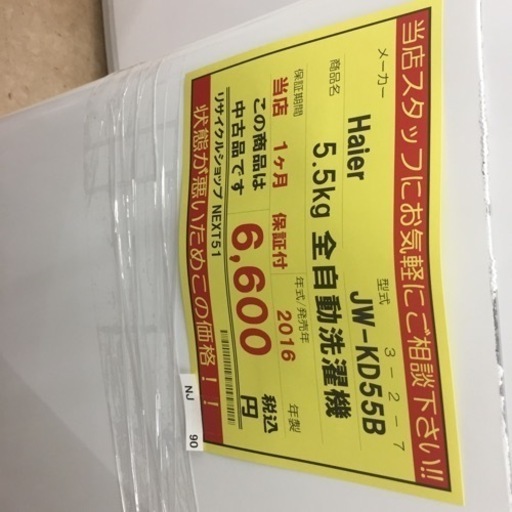 当店スタッフにお気軽にご相談下さい!!
3-2-7
メーカー 型式
Haier JW-KD55B
商品名
5.5kg 全自動洗濯機
保証期間 年式/発売年
当店 1ヶ月 保証付 2016 年製
この商品は
中古品です
6,600 税込 円
リサイクルショップ NEXT51
状態が悪いためこの価格!!
NJ 90